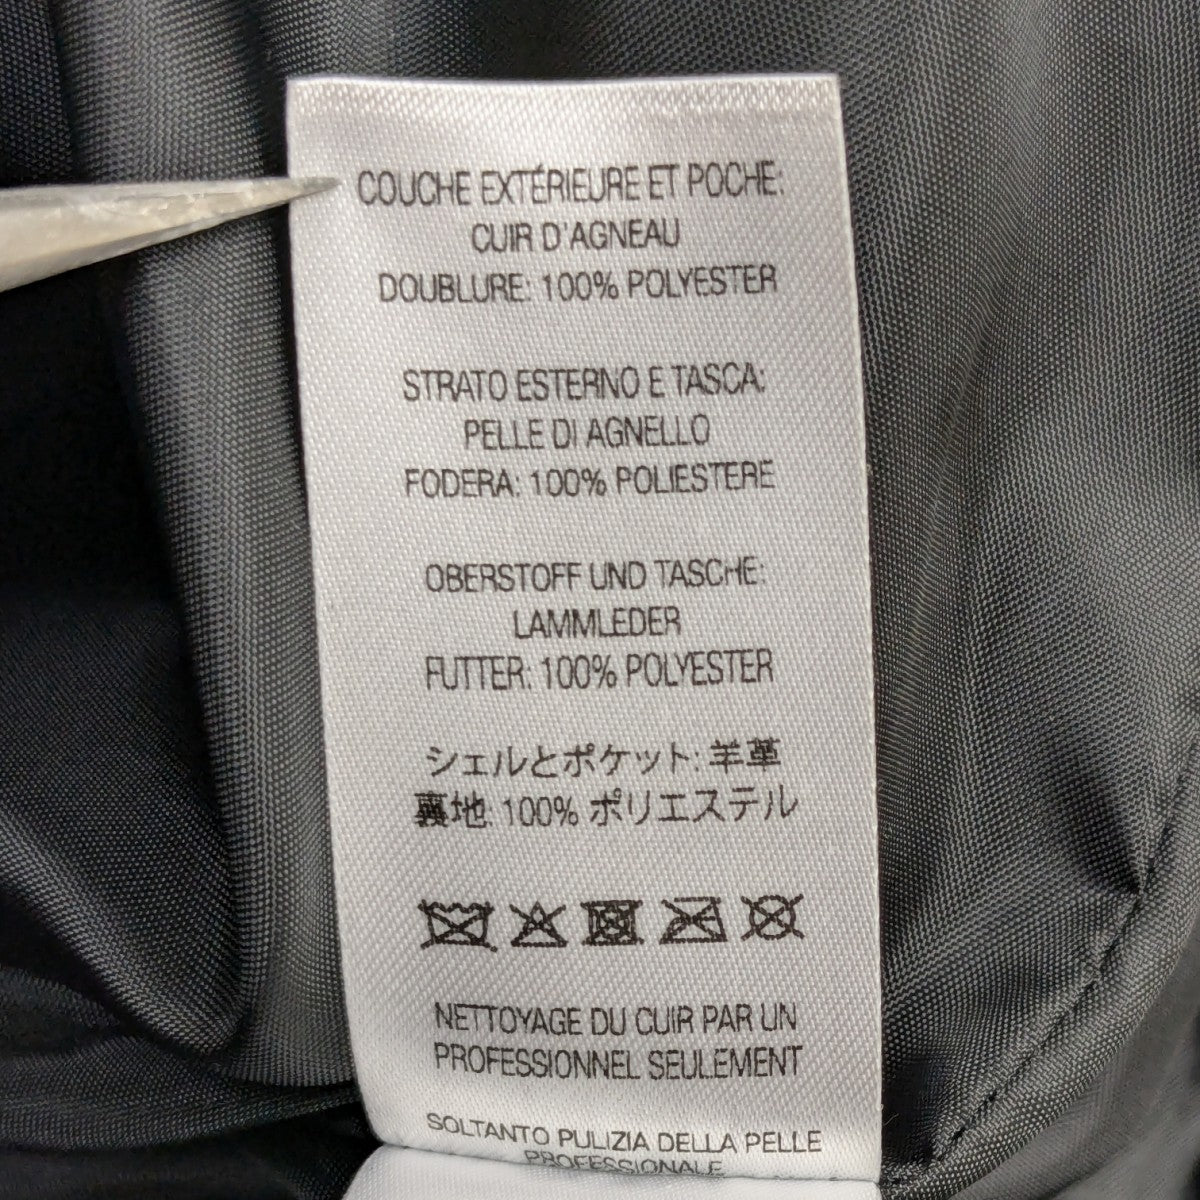 COUCHE EXTÉRIEURE ET POCHE:
CUIR D'AGNEAU
DOUBLURE: 100% POLYESTER
STRATO ESTERNO E TASCA:
PELLE DI AGNELLO
FODERA: 100% POLIESTERE
OBERSTOFF UND TASCHE:
LAMMLEDER
FUTTER: 100% POLYESTER
シェルとポケット: 羊革
裏地: 100% ポリエステル
NETTOYAGE DU CUIR PAR UN
PROFESSIONNEL SEULEMENT
SOLTANTO PULIZIA DELLA PELLE
PROFESSIONALE